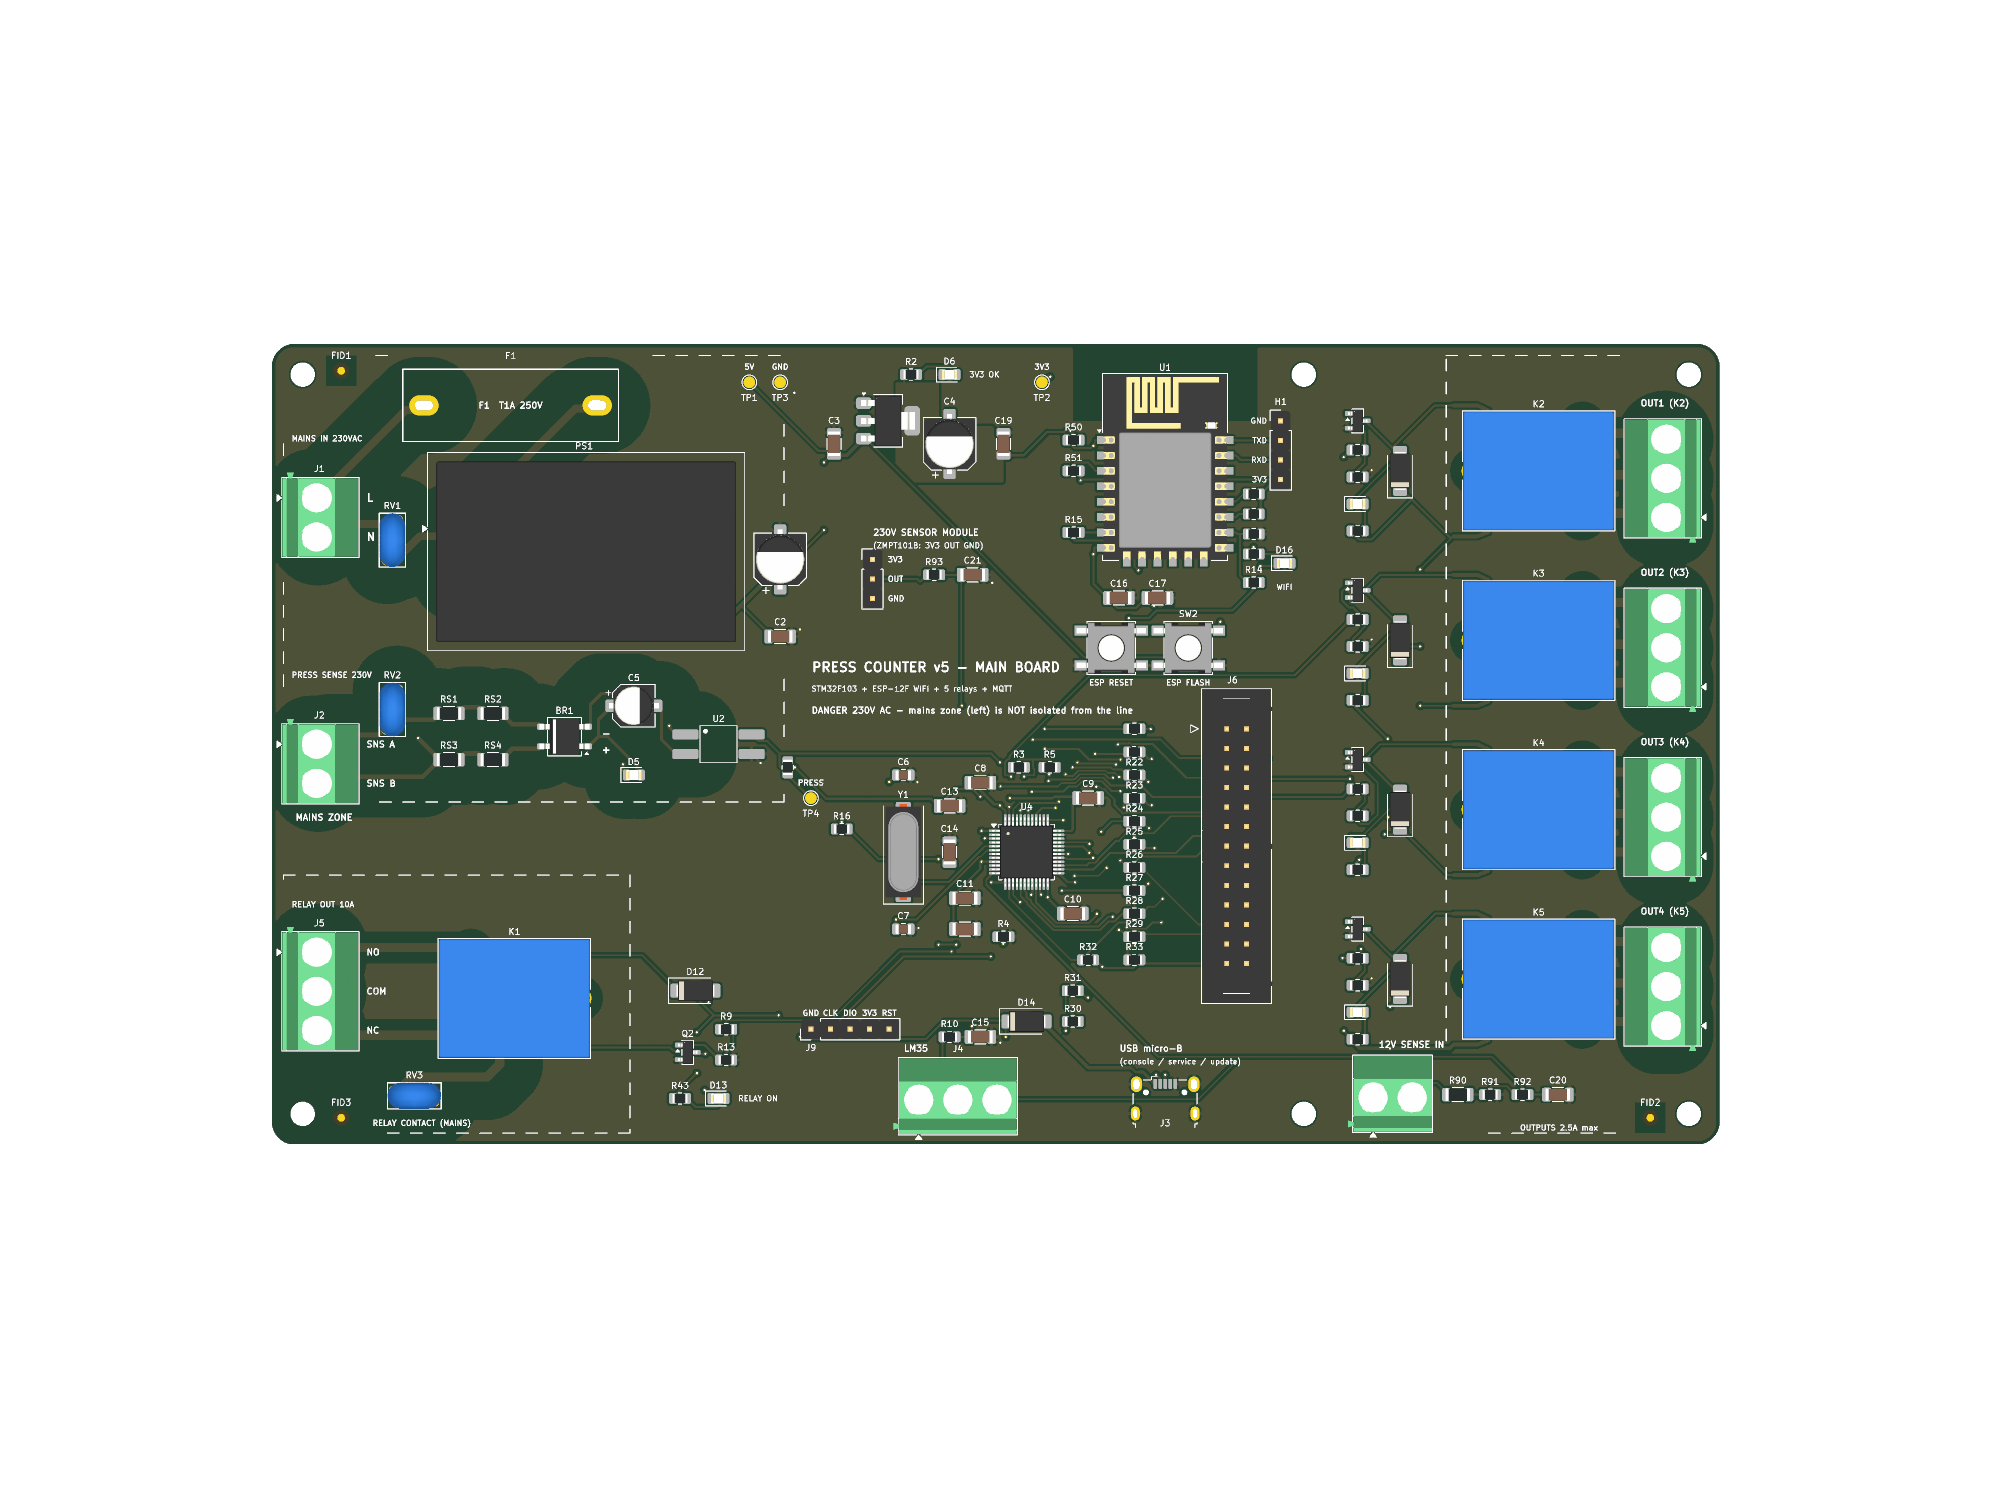 FID1
F1
F1 T1A 250V
PS1
MAINS IN 230VAC
J1
L
N
RV1
5V
GND
TP1
TP3
R2
D6
3V3 OK
C3
C4
C19
3V3
TP2
U1
R50
R51
R15
H1
GND
TXD
RXD
3V3
D16
R14
WIFI
C16
C17
SW2
ESP RESET
ESP FLASH
230V SENSOR MODULE
(ZMPT101B: 3V3 OUT GND)
3V3
OUT
GND
R93
C21
C2
PRESS COUNTER v5 - MAIN BOARD
STM32F103 + ESP-12F WiFi + 5 relays + MQTT
DANGER 230V AC - mains zone (left) is NOT isolated from the line
PRESS SENSE 230V
J2
SNS A
SNS B
RV2
RS1
RS2
RS3
RS4
BR1
C5
+
-
+
D5
U2
MAINS ZONE
PRESS
TP4
R16
C6
Y1
C7
C8
C13
C14
C11
R3
R5
C9
U4
C10
R4
J6
R22
R23
R24
R25
R26
R27
R28
R29
R32
R33
R31
R30
RELAY OUT 10A
J5
NO
COM
NC
K1
RV3
FID3
RELAY CONTACT (MAINS)
D12
R9
Q2
R13
R43
D13
RELAY ON
GND CLK DIO 3V3 RST
J9
R10
C15
D14
LM35
J4
USB micro-B
(console / service / update)
J3
K2
OUT1 (K2)
K3
OUT2 (K3)
K4
OUT3 (K4)
K5
OUT4 (K5)
12V SENSE IN
R90
R91
R92
C20
FID2
OUTPUTS 2.5A max